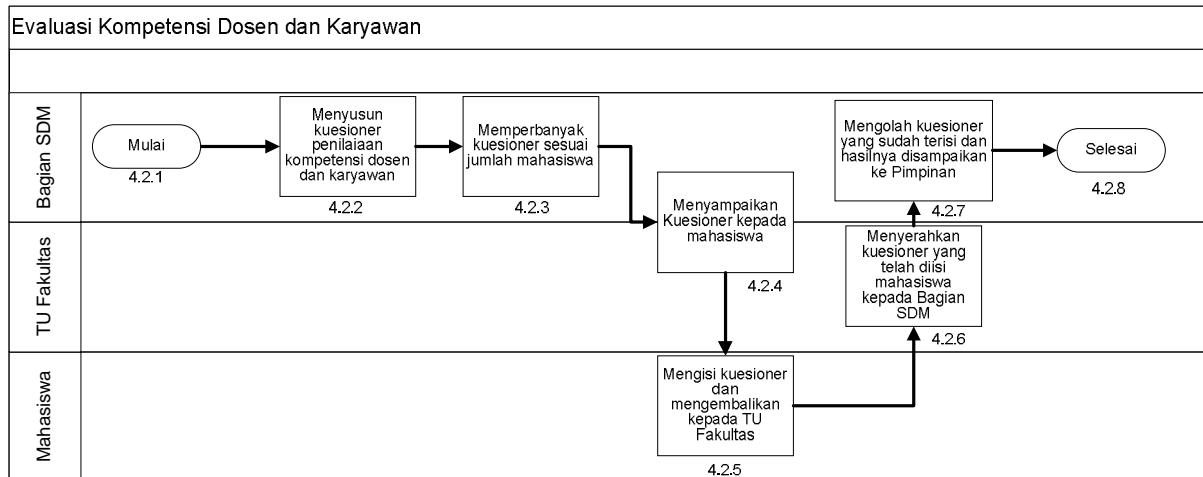 Evaluasi Kompetensi Dosen dan Karyawan
Bagian SDM
Mulai
4.2.1
Menyusun
kuesioner
penilaiaan
kompetensi dosen
dan karyawan
4.2.2
Memperbanyak
kuesioner sesuai
jumlah mahasiswa
4.2.3
Menyampaikan
Kuesioner kepada
mahasiswa
4.2.4
Mengolah kuesioner
yang sudah terisi dan
hasilnya disampaikan
ke Pimpinan
4.2.7
Selesai
4.2.8
TU Fakultas
Menyerahkan
kuesioner yang
telah diisi
mahasiswa
kepada Bagian
SDM
4.2.6
Mahasiswa
Mengisi kuesioner
dan
mengembalikan
kepada TU
Fakultas
4.2.5